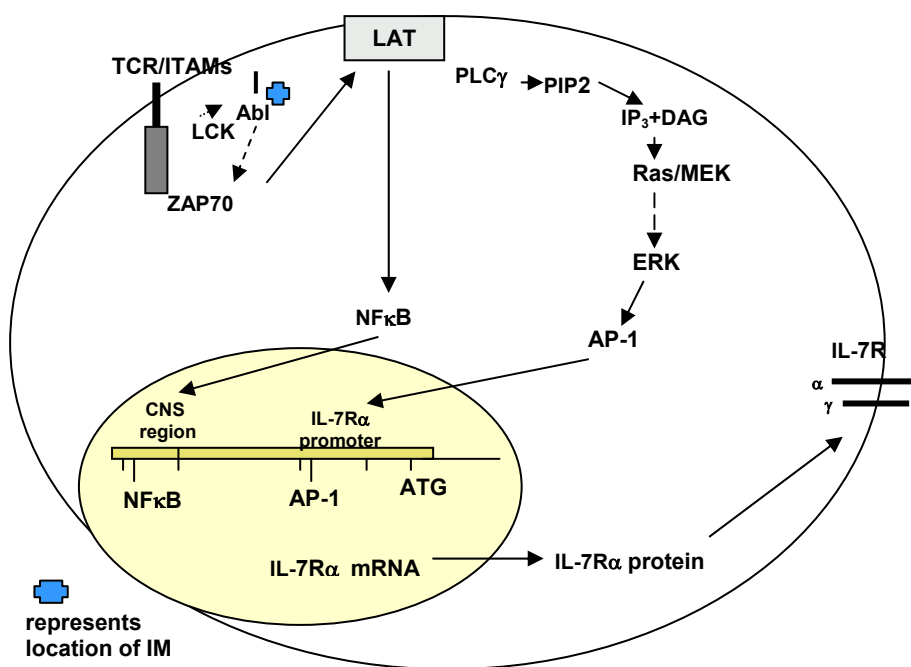 LAT
TCR/ITAMs
PLCγ
PIP2
LCK
Abl
IP₃+DAG
Ras/MEK
ZAP70
ERK
NFκB
AP-1
IL-7R
α
γ
CNS
region
IL-7Rα
promoter
NFκB
AP-1
ATG
IL-7Rα mRNA
IL-7Rα protein
represents
location of IM